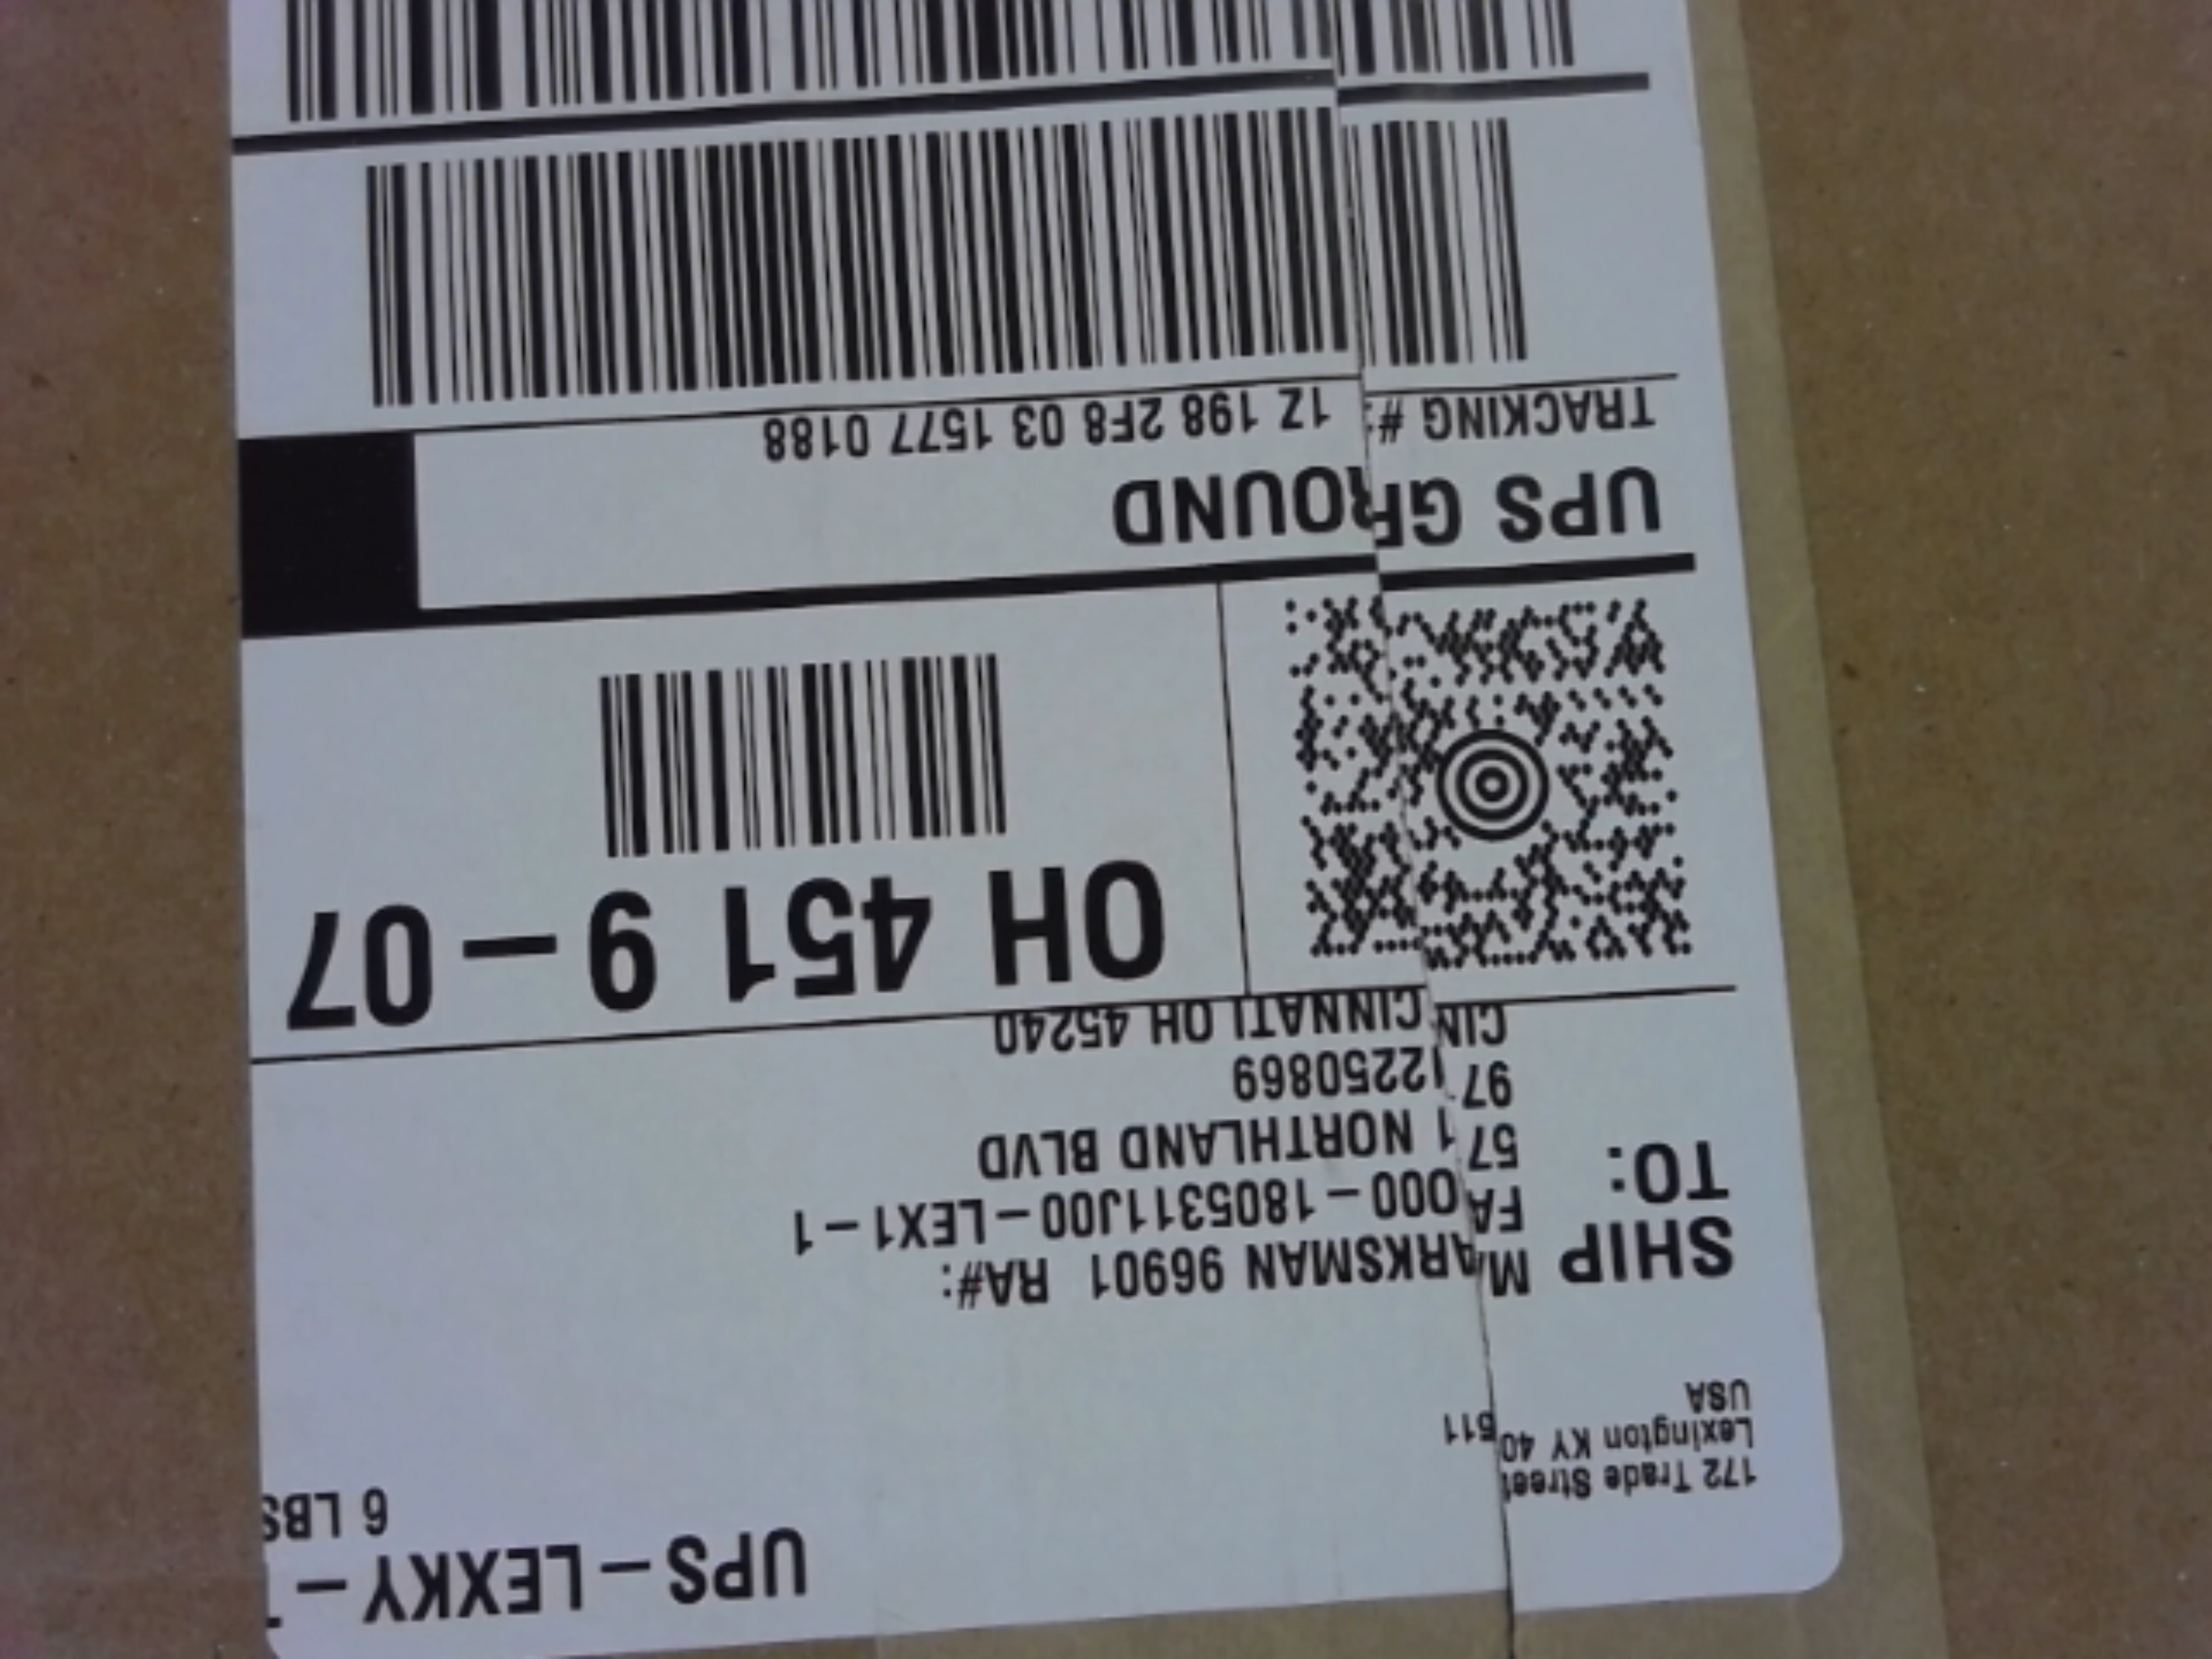 UPS-LEXKY-
6 LBS
172 Trade Street
Lexington KY 40511
USA
SHIP TO:
MARKSMAN 96901 RA#:
FA000-1805311J00-LEX1-1
571 NORTHLAND BLVD
9712250869
CINCINNATI OH 45240
OH 451 9-07
UPS GROUND
TRACKING #: 1Z 198 2F8 03 1577 0188